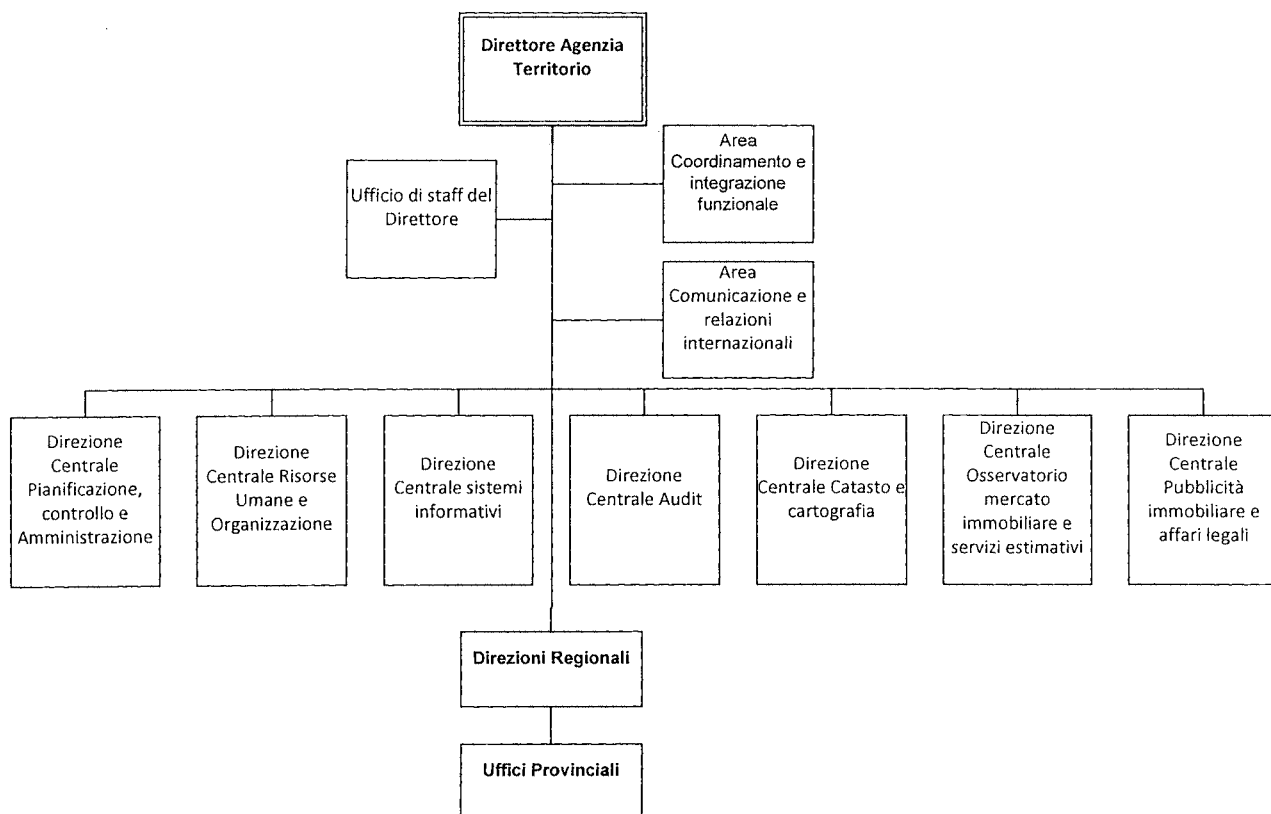 Direttore Agenzia
Territorio
Area
Coordinamento e
integrazione
funzionale
Ufficio di staff del
Direttore
Area
Comunicazione e
relazioni
internazionali
Direzione
Centrale
Pianificazione,
controllo e
Amministrazione
Direzione
Centrale Risorse
Umane e
Organizzazione
Direzione
Centrale sistemi
informativi
Direzione
Centrale Audit
Direzione
Centrale Catasto e
cartografia
Direzione
Centrale
Osservatorio
mercato
immobiliare e
servizi estimativi
Direzione
Centrale
Pubblicità
immobiliare e
affari legali
Direzioni Regionali
Uffici Provinciali